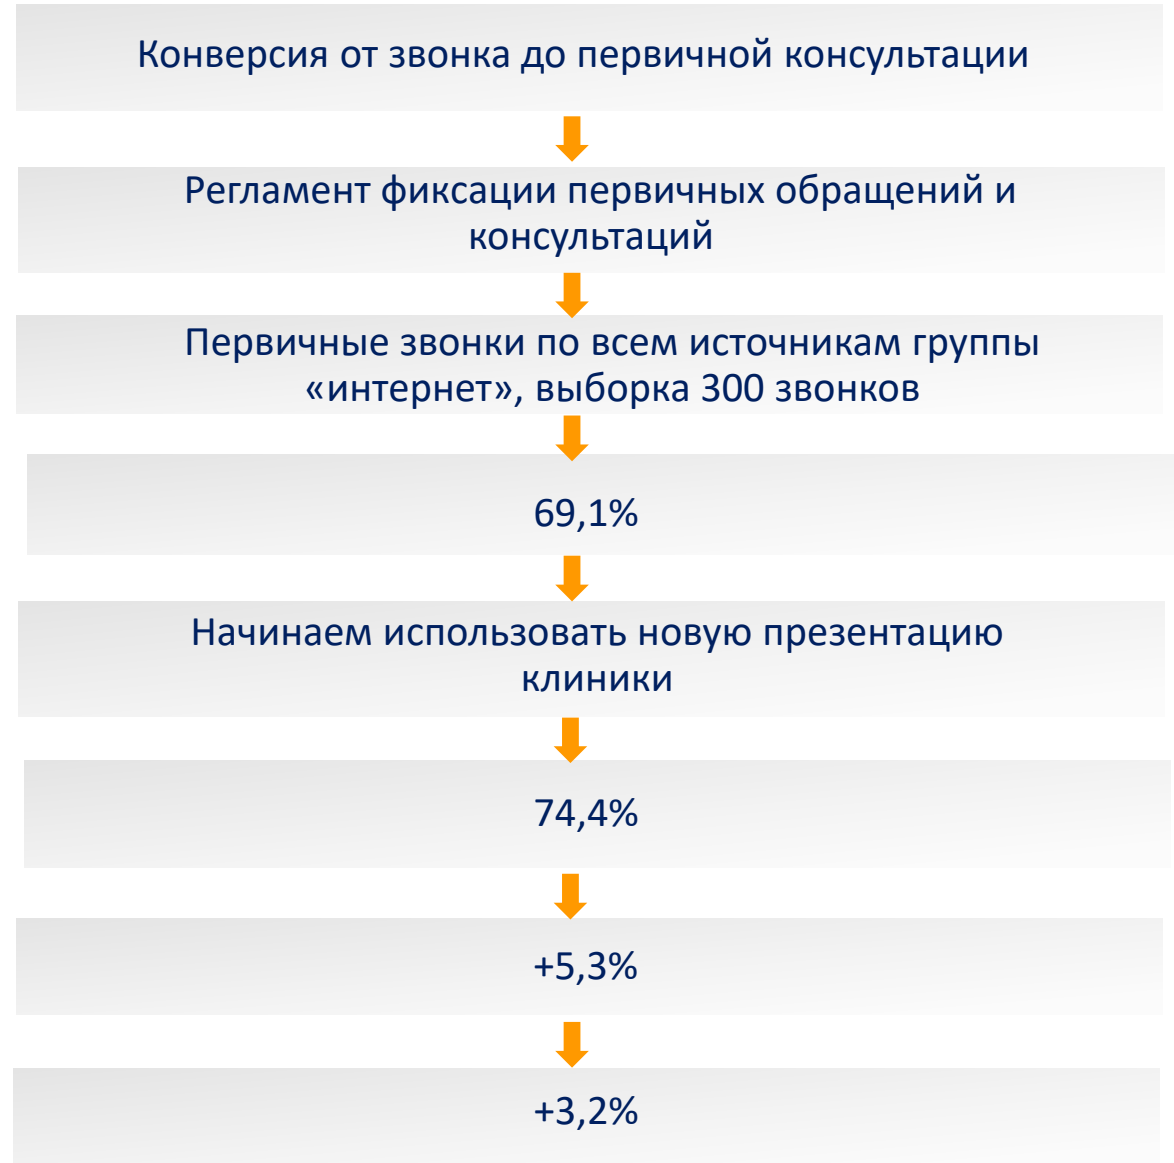 Конверсия от звонка до первичной консультации
Регламент фиксации первичных обращений и
консультаций
Первичные звонки по всем источникам группы
«интернет», выборка 300 звонков
69,1%
Начинаем использовать новую презентацию
клиники
74,4%
+5,3%
+3,2%